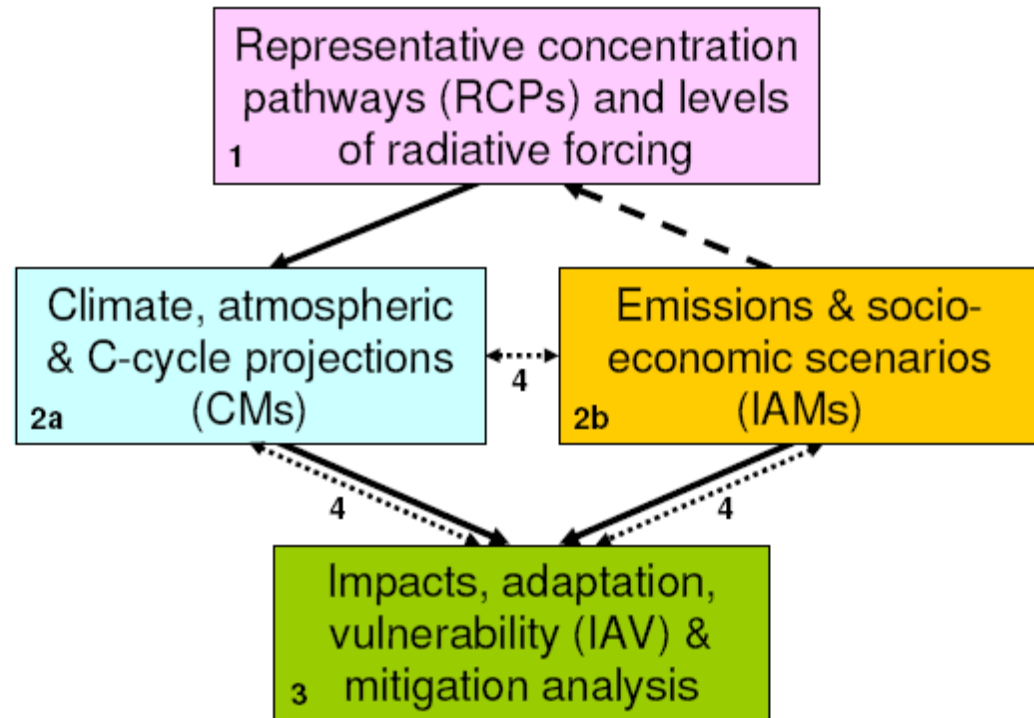 Representative concentration
pathways (RCPs) and levels
1 of radiative forcing
Climate, atmospheric
& C-cycle projections
2a (CMs)
4
Emissions & socio-
economic scenarios
2b (IAMs)
4
4
Impacts, adaptation,
vulnerability (IAV) &
3 mitigation analysis